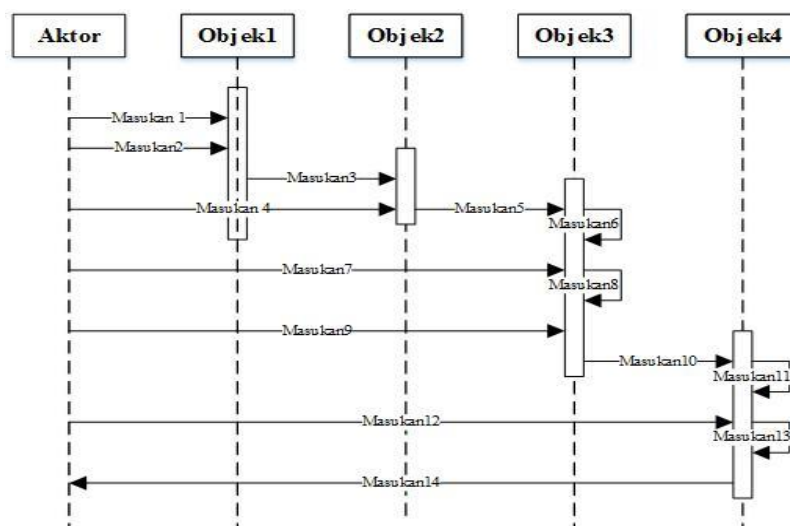 Aktor
Objek1
Objek2
Objek3
Objek4
Masukan 1
Masukan2
Masukan3
Masukan 4
Masukan5
Masukan6
Masukan7
Masukan8
Masukan9
Masukan10
Masukan11
Masukan12
Masukan13
Masukan14